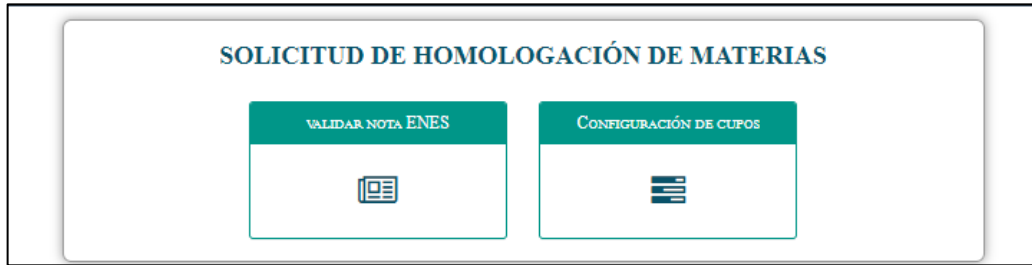 SOLICITUD DE HOMOLOGACIÓN DE MATERIAS
VALIDAR NOTA ENES
CONFIGURACIÓN DE CUPOS